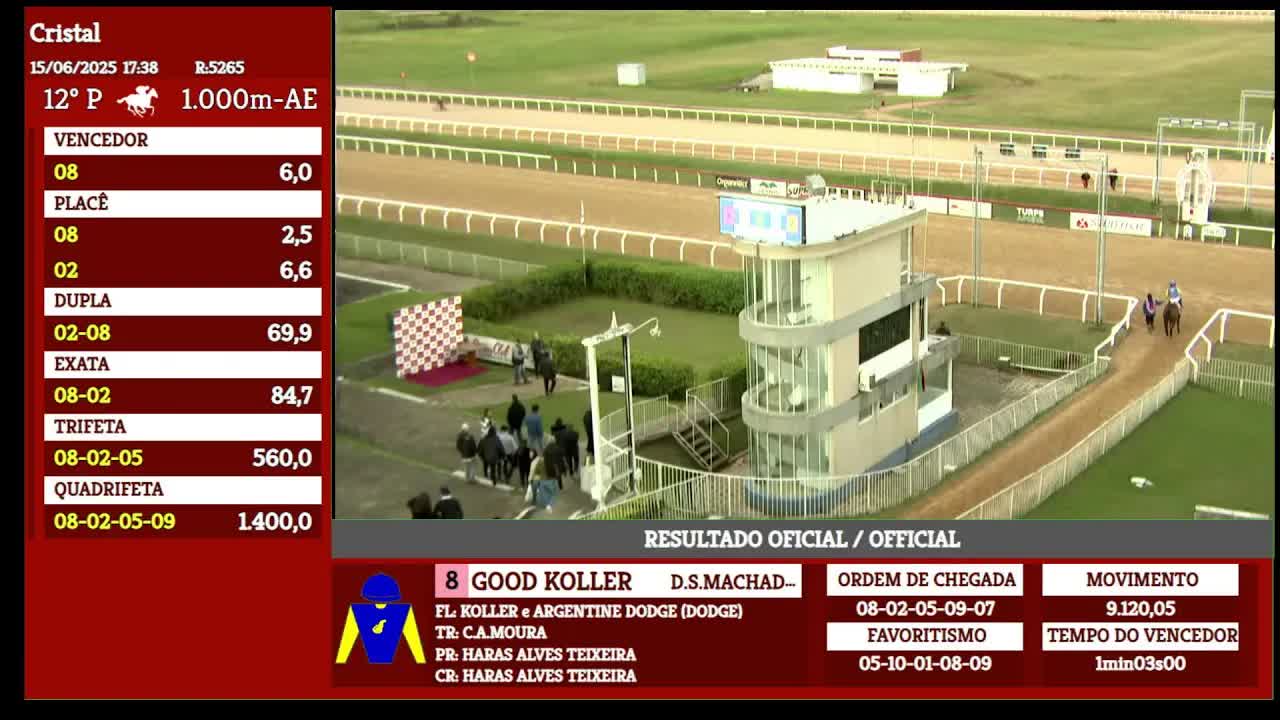 Cristal
15/06/2025 17:38 R:5265
12° P 1.000m-AE
VENCEDOR
08 6,0
PLACÊ
08 2,5
02 6,6
DUPLA
02-08 69,9
EXATA
08-02 84,7
TRIFETA
08-02-05 560,0
QUADRIFETA
08-02-05-09 1.400,0
TURFE
RESULTADO OFICIAL / OFFICIAL
8 GOOD KOLLER D.S.MACHAD...
FL: KOLLER e ARGENTINE DODGE (DODGE)
TR: C.A.MOURA
PR: HARAS ALVES TEIXEIRA
CR: HARAS ALVES TEIXEIRA
ORDEM DE CHEGADA
08-02-05-09-07
FAVORITISMO
05-10-01-08-09
MOVIMENTO
9.120,05
TEMPO DO VENCEDOR
1min03s00